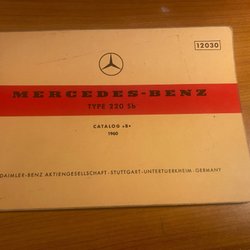 12030
MERCEDES-BENZ
TYPE 220 Sb
CATALOG «B»
1960
DAIMLER-BENZ AKTIENGESELLSCHAFT·STUTTGART-UNTERTUERKHEIM·GERMANY